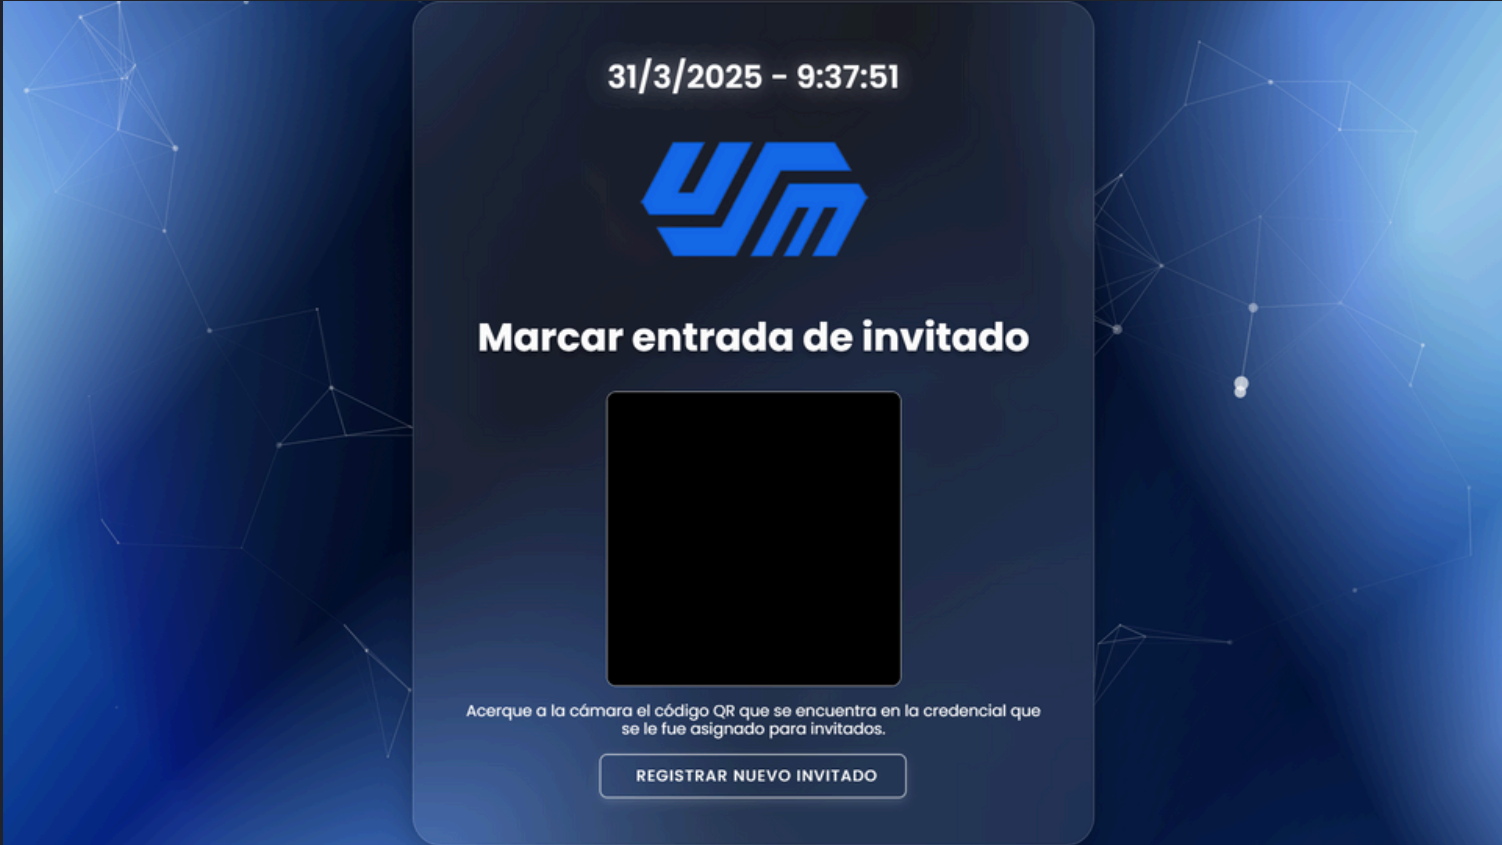 31/3/2025 - 9:37:51
USM
Marcar entrada de invitado
Acerque a la cámara el código QR que se encuentra en la credencial que
se le fue asignado para invitados.
REGISTRAR NUEVO INVITADO